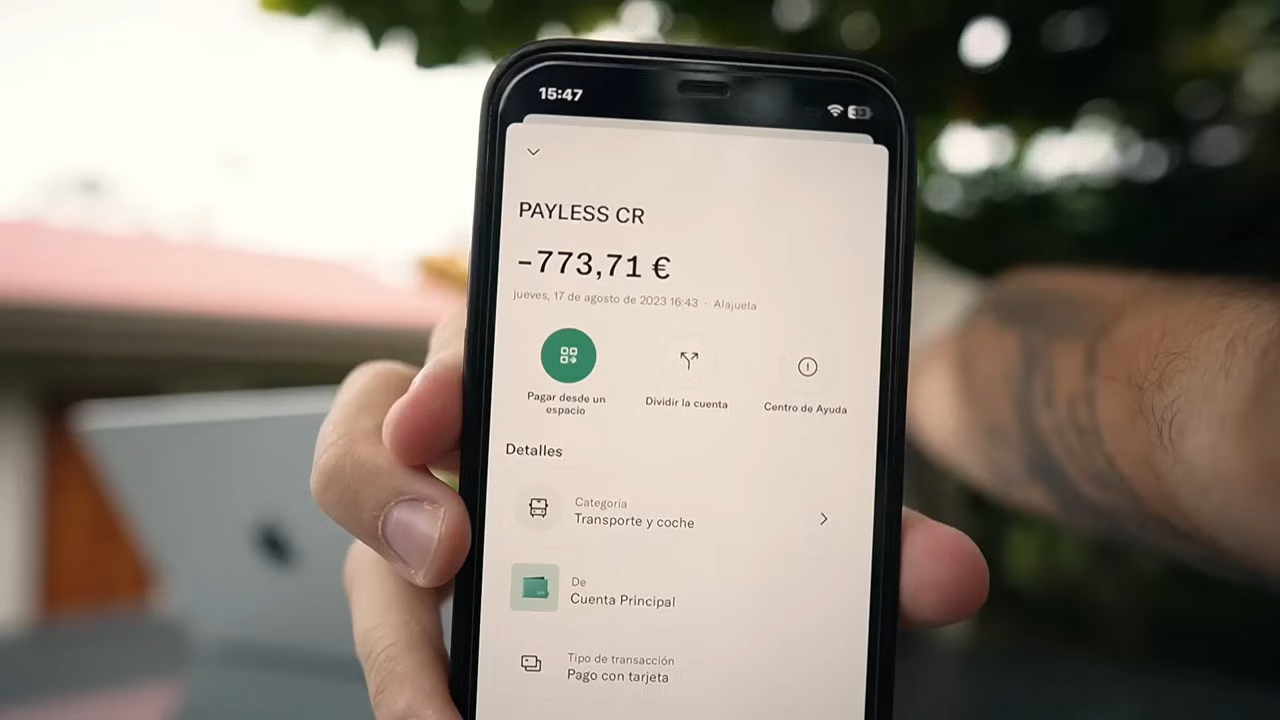 15:47
33
PAYLESS CR
-773,71 €
jueves, 17 de agosto de 2023 16:43 · Alajuela
Pagar desde un
espacio
Dividir la cuenta
Centro de Ayuda
Detalles
Categoría
Transporte y coche
De
Cuenta Principal
Tipo de transacción
Pago con tarjeta